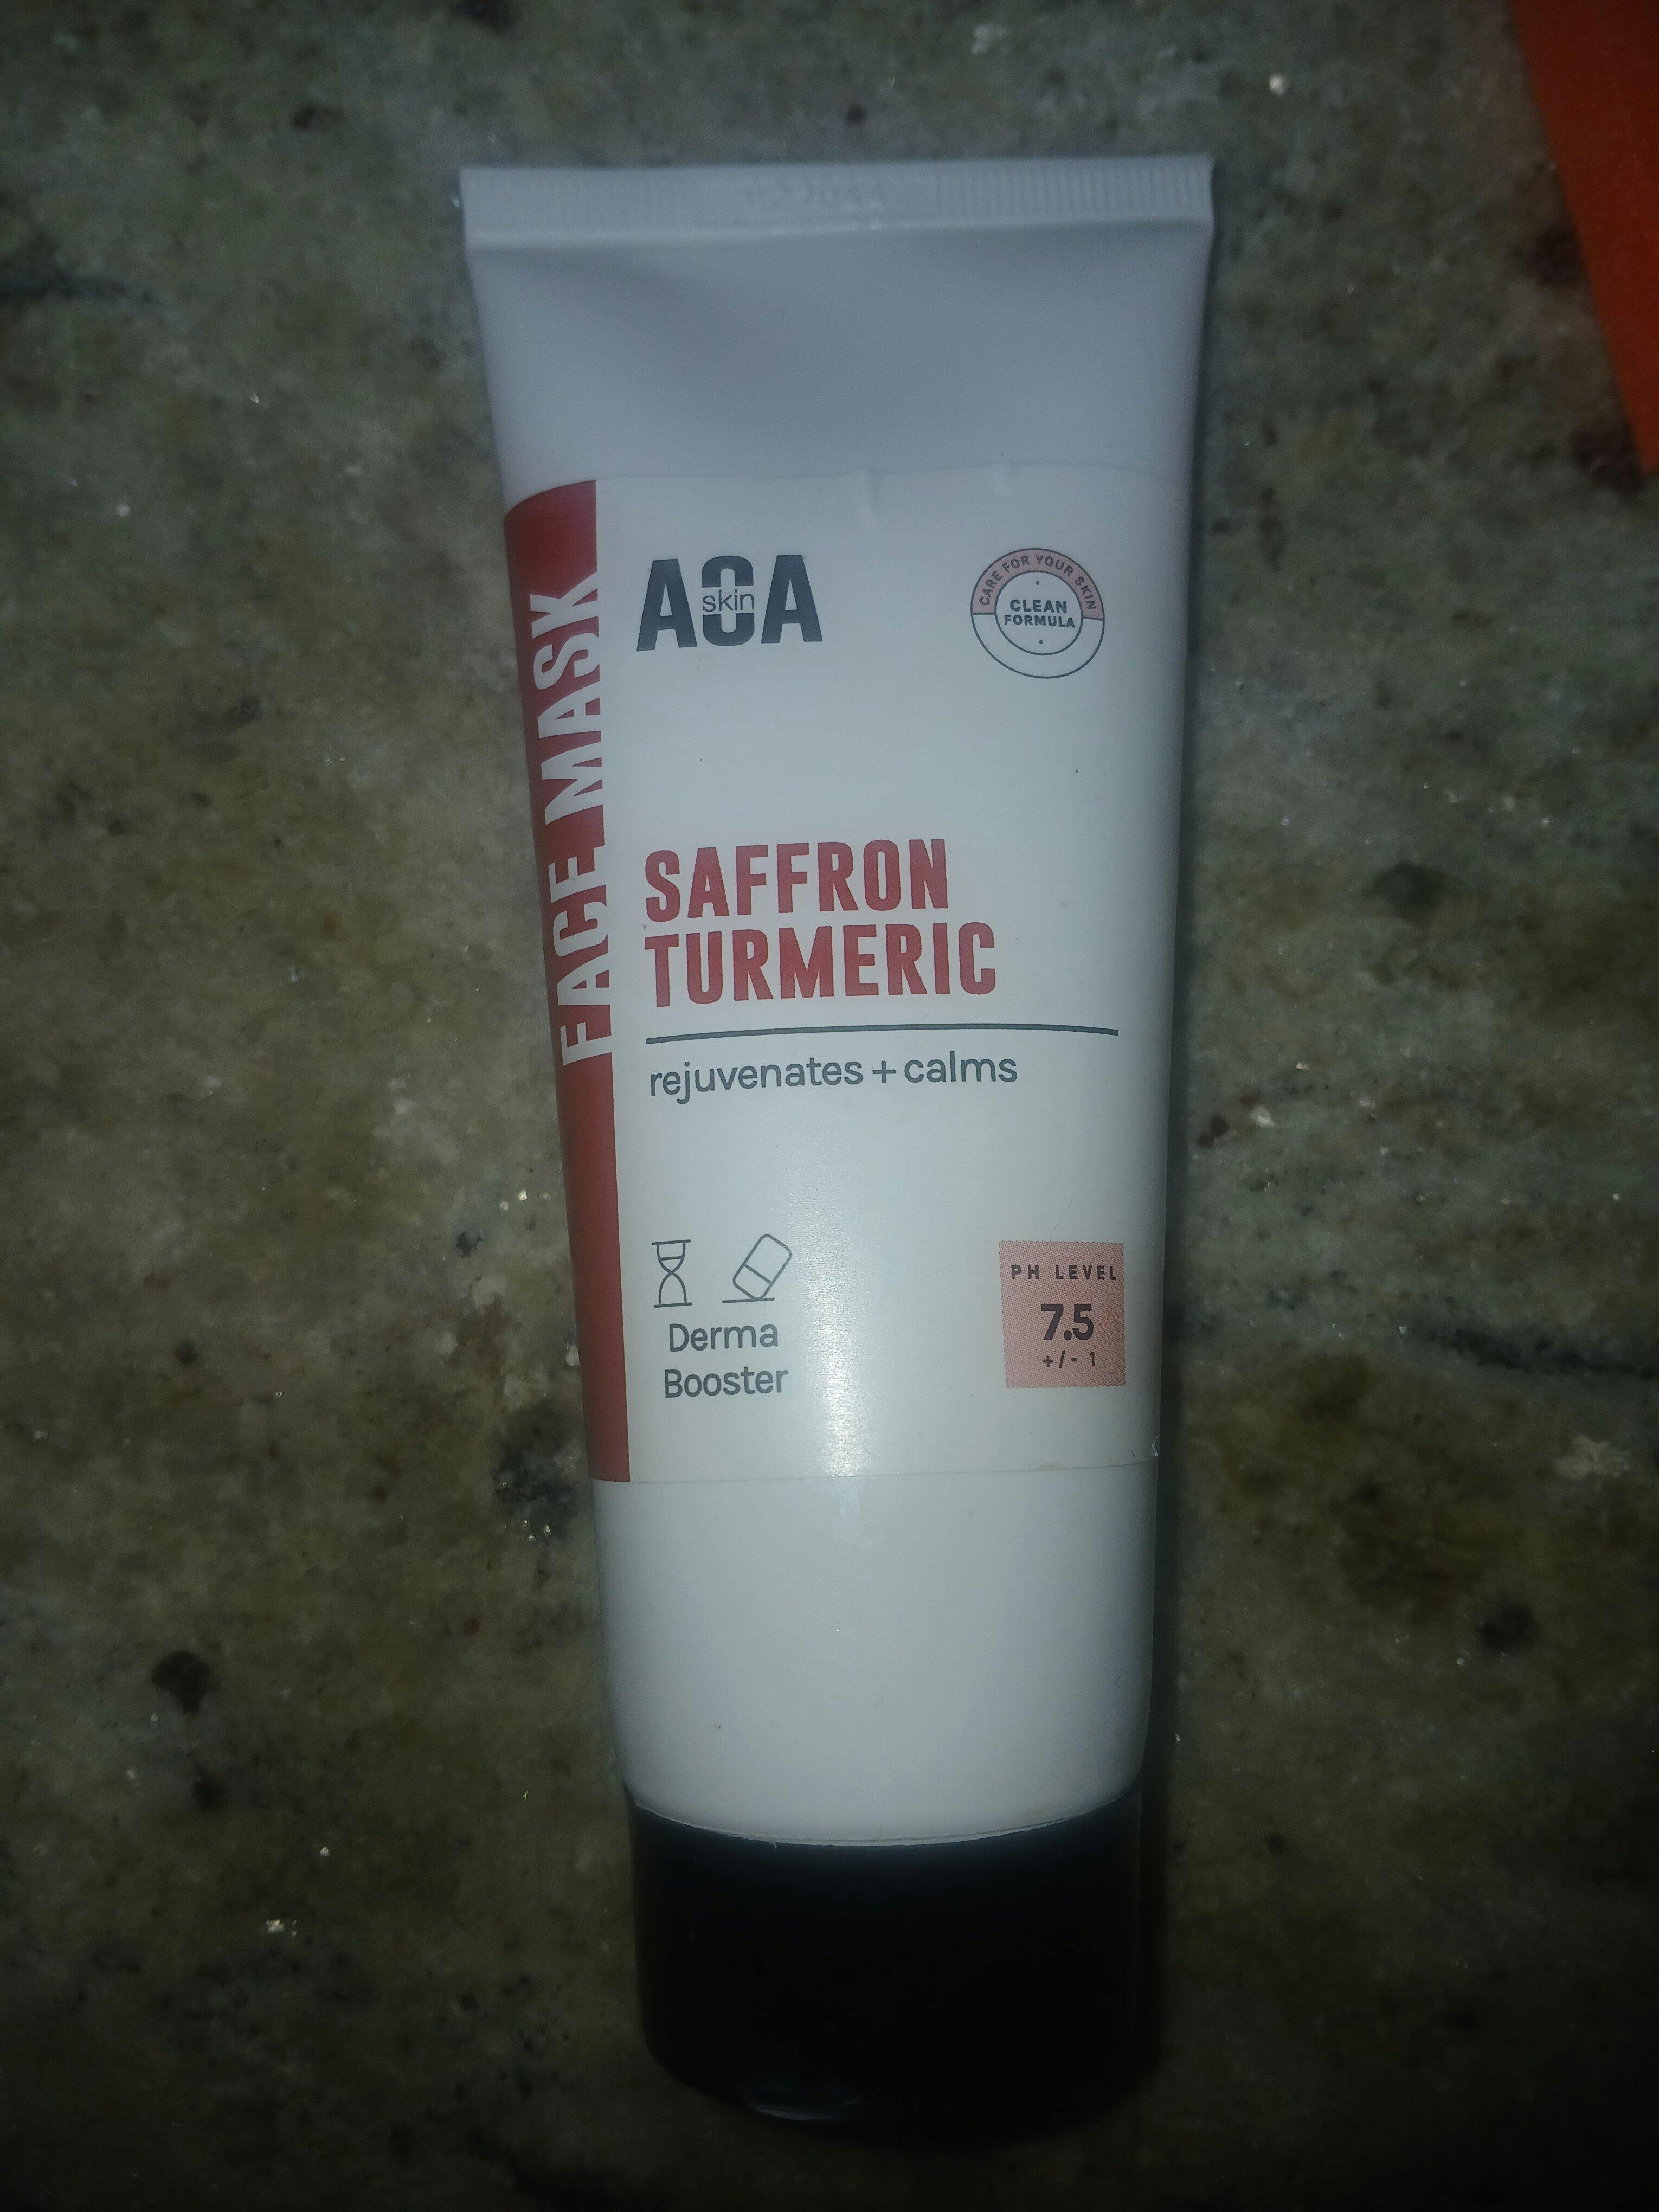 FACE MASK
AOA
skin
CARE FOR YOUR SKIN
CLEAN
FORMULA
SAFFRON
TURMERIC
rejuvenates + calms
Derma
Booster
PH LEVEL
7.5
+/- 1